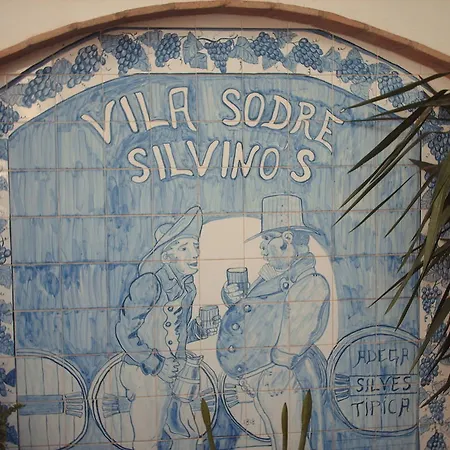 VILA SODRE
SILVINO'S
ADEGA
SILVES
TIPICA